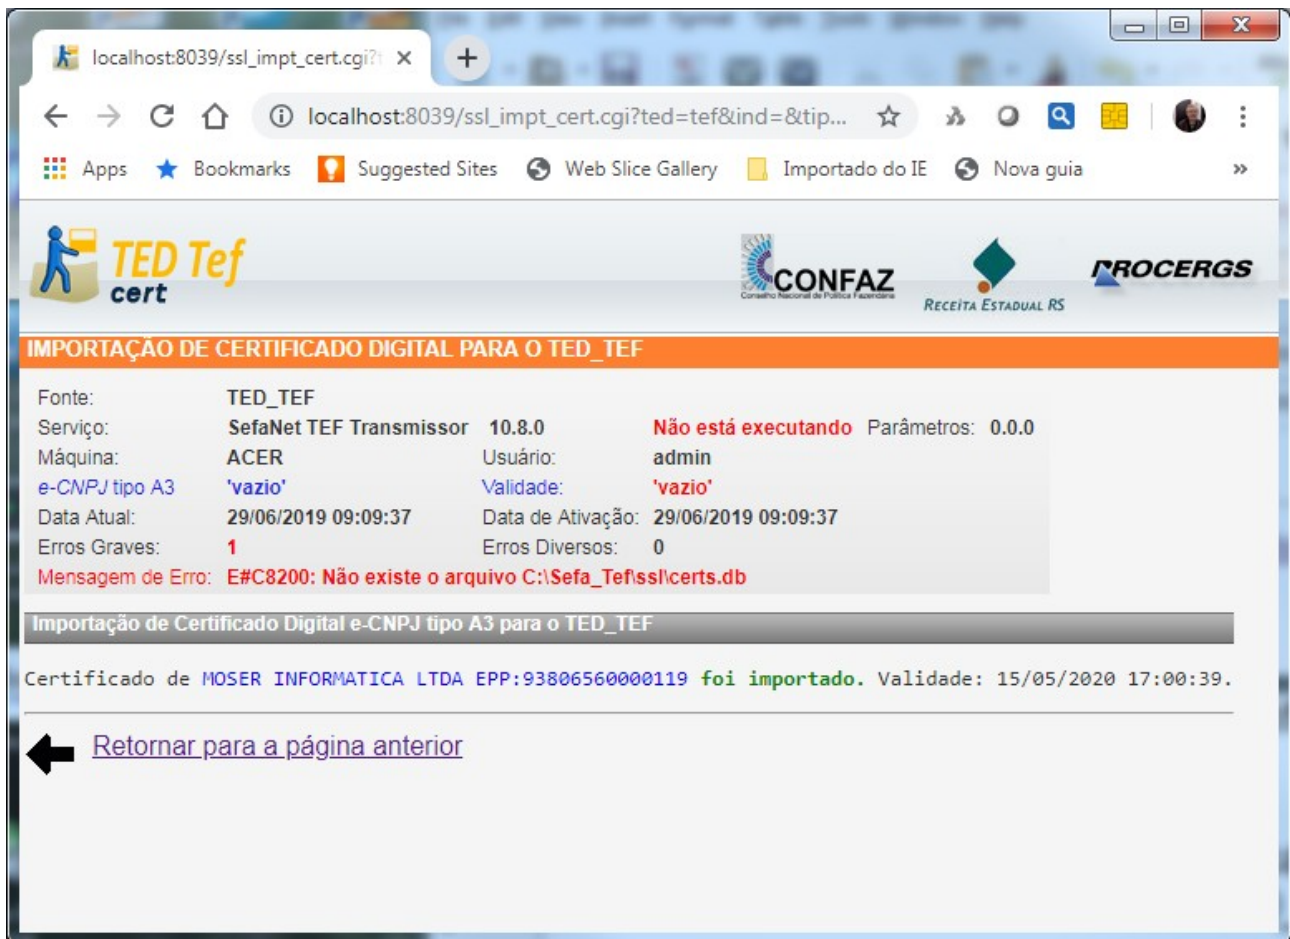 localhost:8039/ssl_impt_cert.cgi?
localhost:8039/ssl_impt_cert.cgi?ted=tef&ind=&tip...
Apps Bookmarks Suggested Sites Web Slice Gallery Importado do IE Nova guia »
TED Tef
cert
CONFAZ
Conselho Nacional de Política Fazendária
RECEITA ESTADUAL RS
PROCERGS
IMPORTAÇÃO DE CERTIFICADO DIGITAL PARA O TED_TEF
Fonte: TED_TEF
Serviço: SefaNet TEF Transmissor 10.8.0 Não está executando Parâmetros: 0.0.0
Máquina: ACER Usuário: admin
e-CNPJ tipo A3 'vazio' Validade: 'vazio'
Data Atual: 29/06/2019 09:09:37 Data de Ativação: 29/06/2019 09:09:37
Erros Graves: 1 Erros Diversos: 0
Mensagem de Erro: E#C8200: Não existe o arquivo C:\Sefa_Tef\ssl\certs.db
Importação de Certificado Digital e-CNPJ tipo A3 para o TED_TEF
Certificado de MOSER INFORMATICA LTDA EPP:93806560000119 foi importado. Validade: 15/05/2020 17:00:39.
Retornar para a página anterior